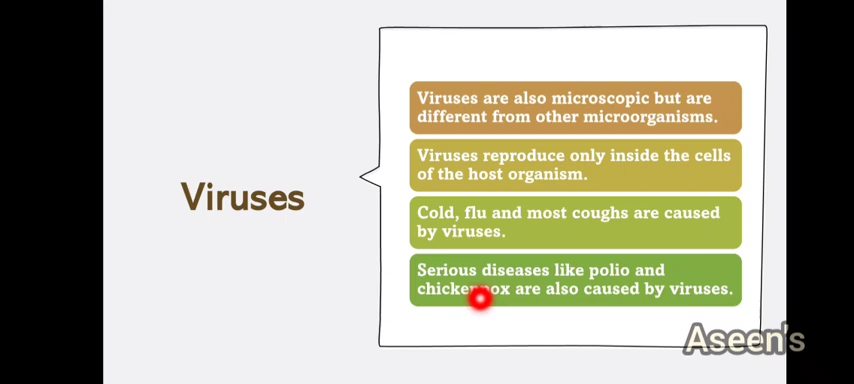 Viruses are also microscopic but are
different from other microorganisms.
Viruses reproduce only inside the cells
of the host organism.
Viruses
Cold, flu and most coughs are caused
by viruses.
Serious diseases like polio and
chickenpox are also caused by viruses.
Aseen's